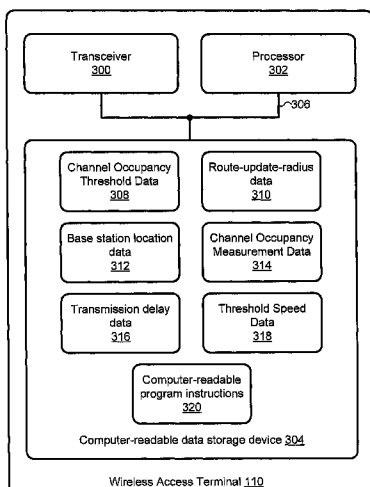 Transceiver
300
Processor
302
306
Channel Occupancy
Threshold Data
308
Route-update-radius
data
310
Base station location
data
312
Channel Occupancy
Measurement Data
314
Transmission delay
data
316
Threshold Speed
Data
318
Computer-readable
program instructions
320
Computer-readable data storage device 304
Wireless Access Terminal 110